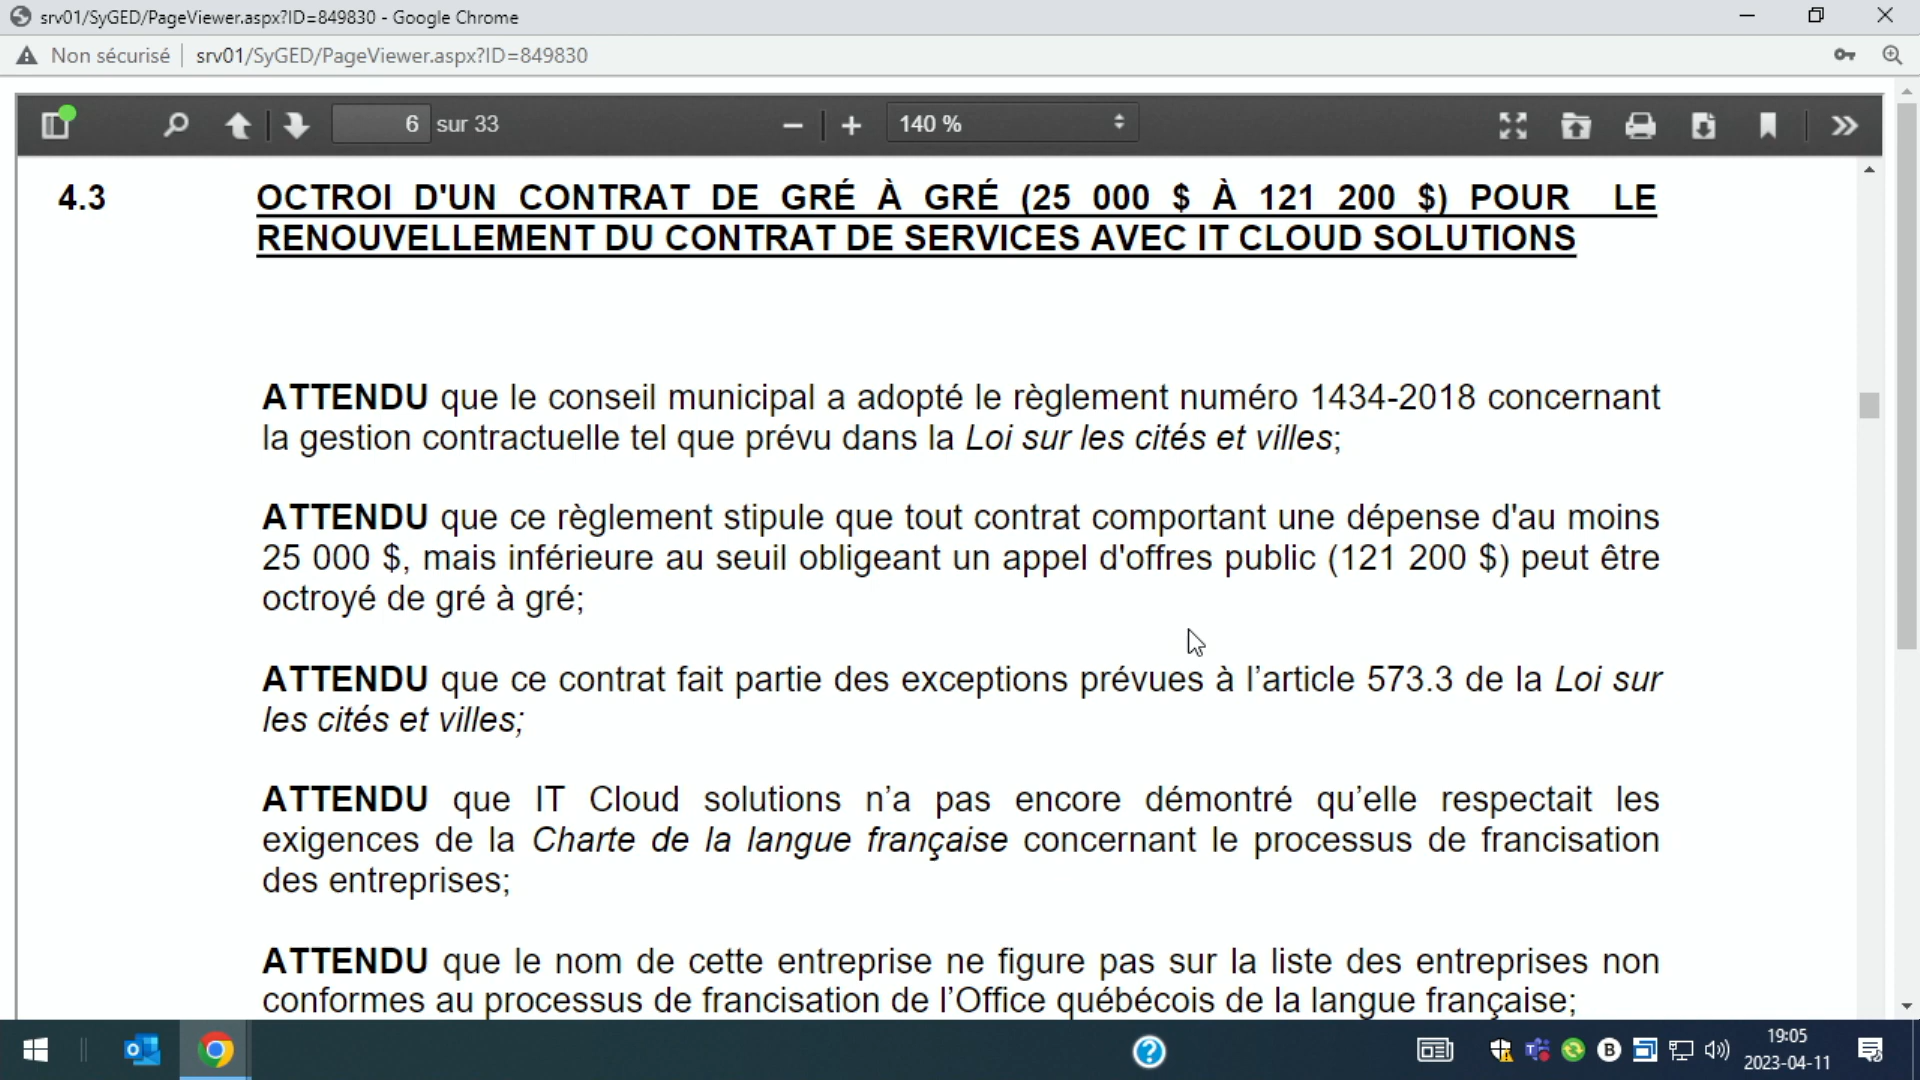 srv01/SyGED/PageViewer.aspx?ID=849830 - Google Chrome
Non sécurisé srv01/SyGED/PageViewer.aspx?ID=849830
6 sur 33 140 %
4.3 OCTROI D'UN CONTRAT DE GRÉ À GRÉ (25 000 $ À 121 200 $) POUR LE
RENOUVELLEMENT DU CONTRAT DE SERVICES AVEC IT CLOUD SOLUTIONS
ATTENDU que le conseil municipal a adopté le règlement numéro 1434-2018 concernant
la gestion contractuelle tel que prévu dans la Loi sur les cités et villes;
ATTENDU que ce règlement stipule que tout contrat comportant une dépense d'au moins
25 000 $, mais inférieure au seuil obligeant un appel d'offres public (121 200 $) peut être
octroyé de gré à gré;
ATTENDU que ce contrat fait partie des exceptions prévues à l’article 573.3 de la Loi sur
les cités et villes;
ATTENDU que IT Cloud solutions n’a pas encore démontré qu’elle respectait les
exigences de la Charte de la langue française concernant le processus de francisation
des entreprises;
ATTENDU que le nom de cette entreprise ne figure pas sur la liste des entreprises non
conformes au processus de francisation de l’Office québécois de la langue française;
19:05
2023-04-11